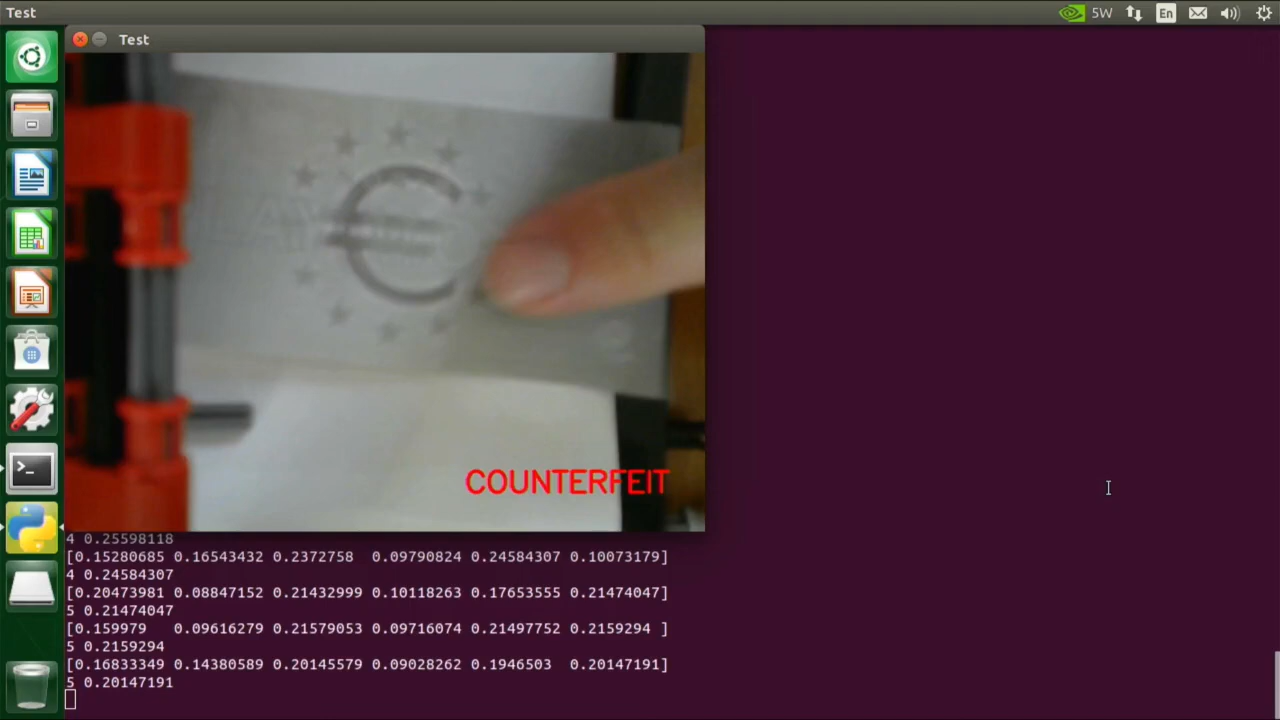 Test
5W
En
Test
COUNTERFEIT
4 0.25598118
[0.15280685 0.16543432 0.2372758  0.09790824 0.24584307 0.10073179]
4 0.24584307
[0.20473981 0.08847152 0.21432999 0.10118263 0.17653555 0.21474047]
5 0.21474047
[0.159979   0.09616279 0.21579053 0.09716074 0.21497752 0.2159294 ]
5 0.2159294
[0.16833349 0.14380589 0.20145579 0.09028262 0.1946503  0.20147191]
5 0.20147191